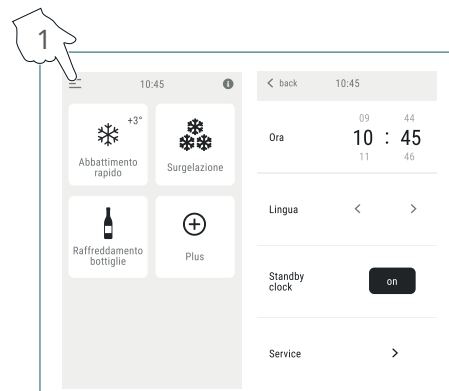 1
10:45
i
+3°
Abbattimento
rapido
Surgelazione
Raffreddamento
bottiglie
Plus
back 10:45
09 44
Ora 10 : 45
11 46
Lingua
Standby
clock
on
Service